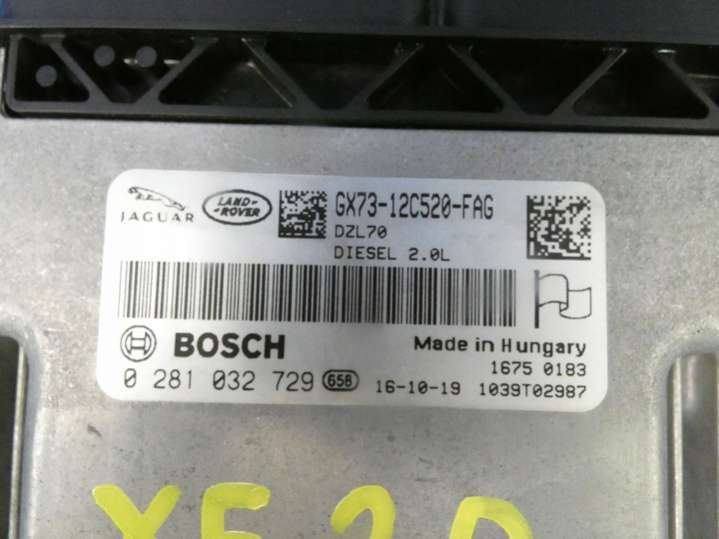 JAGUAR
LAND-
-ROVER
GX73-12C520-FAG
DZL70
DIESEL 2.0L
BOSCH
Made in Hungary
1675 0183
0 281 032 729 658 16-10-19 1039T02987